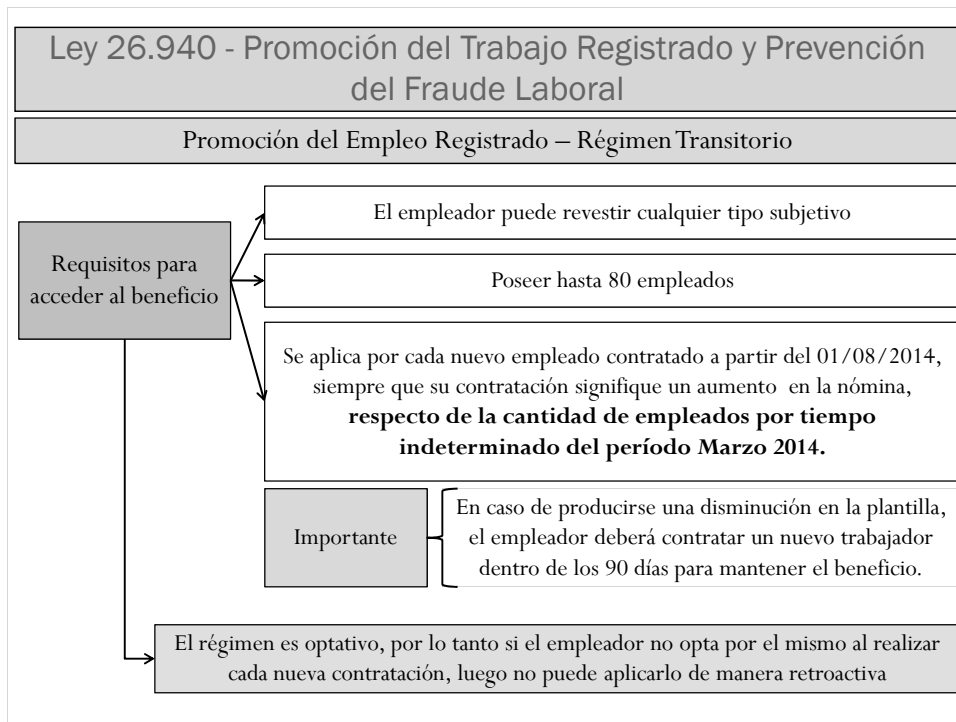 Ley 26.940 - Promoción del Trabajo Registrado y Prevención
del Fraude Laboral
Promoción del Empleo Registrado – Régimen Transitorio
Requisitos para
acceder al beneficio
El empleador puede revestir cualquier tipo subjetivo
Poseer hasta 80 empleados
Se aplica por cada nuevo empleado contratado a partir del 01/08/2014,
siempre que su contratación signifique un aumento en la nómina,
respecto de la cantidad de empleados por tiempo
indeterminado del período Marzo 2014.
Importante
En caso de producirse una disminución en la plantilla,
el empleador deberá contratar un nuevo trabajador
dentro de los 90 días para mantener el beneficio.
El régimen es optativo, por lo tanto si el empleador no opta por el mismo al realizar
cada nueva contratación, luego no puede aplicarlo de manera retroactiva